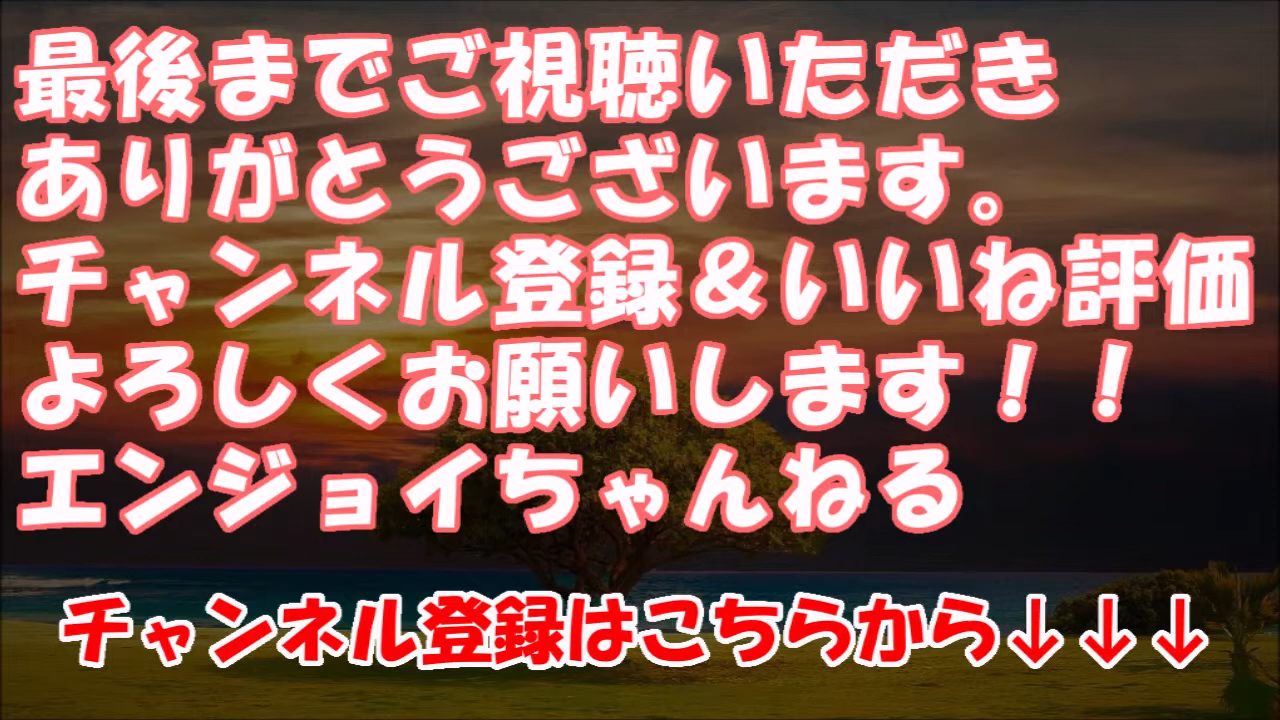 最後までご視聴いただき
ありがとうございます。
チャンネル登録＆いいね評価
よろしくお願いします！！
エンジョイちゃんねる
チャンネル登録はこちらから↓↓↓